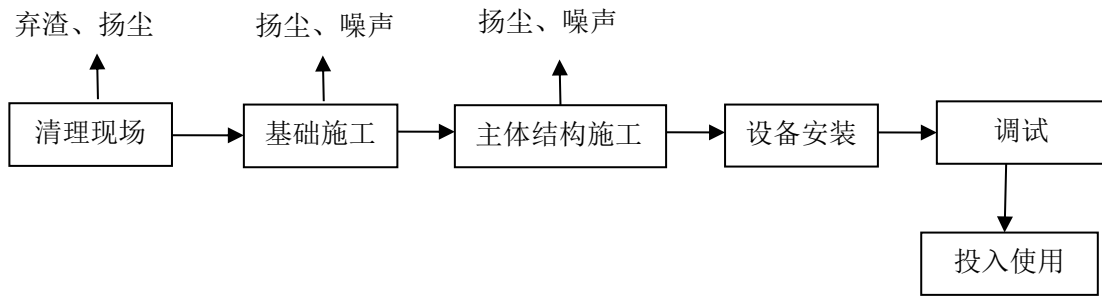 弃渣、扬尘
扬尘、噪声
扬尘、噪声
清理现场
基础施工
主体结构施工
设备安装
调试
投入使用